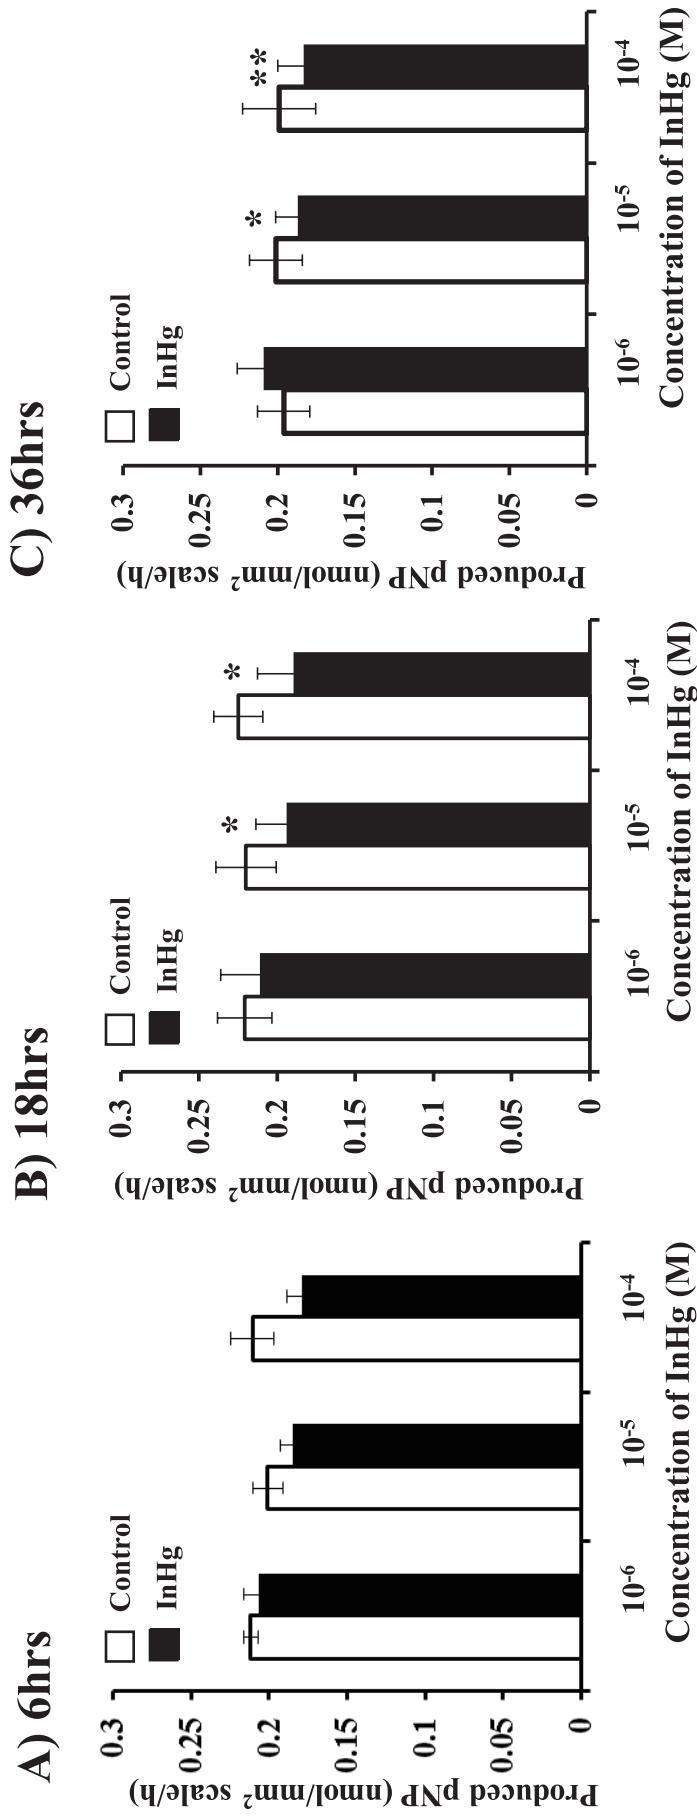 A) 6hrs
Control
InHg
Produced pNP (nmol/mm² scale/h)
0.3
0.25
0.2
0.15
0.1
0.05
0
10⁻⁶ 10⁻⁵ 10⁻⁴
Concentration of InHg (M)
B) 18hrs
Control
InHg
Produced pNP (nmol/mm² scale/h)
0.3
0.25
0.2
0.15
0.1
0.05
0
* *
10⁻⁶ 10⁻⁵ 10⁻⁴
Concentration of InHg (M)
C) 36hrs
Control
InHg
Produced pNP (nmol/mm² scale/h)
0.3
0.25
0.2
0.15
0.1
0.05
0
* **
10⁻⁶ 10⁻⁵ 10⁻⁴
Concentration of InHg (M)